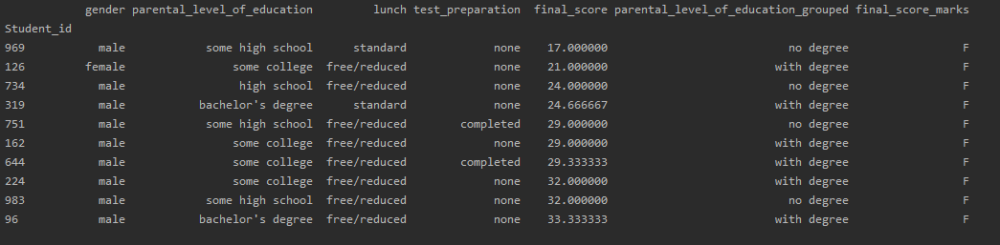 gender parental_level_of_education lunch test_preparation final_score parental_level_of_education_grouped final_score_marks
Student_id
969 male some high school standard none 17.000000 no degree F
126 female some college free/reduced none 21.000000 with degree F
734 male high school free/reduced none 24.000000 no degree F
319 male bachelor's degree standard none 24.666667 with degree F
751 male some high school free/reduced completed 29.000000 no degree F
162 male some college free/reduced none 29.000000 with degree F
644 male some college free/reduced completed 29.333333 with degree F
224 male some college free/reduced none 32.000000 with degree F
983 male some high school free/reduced none 32.000000 no degree F
96 male bachelor's degree free/reduced none 33.333333 with degree F